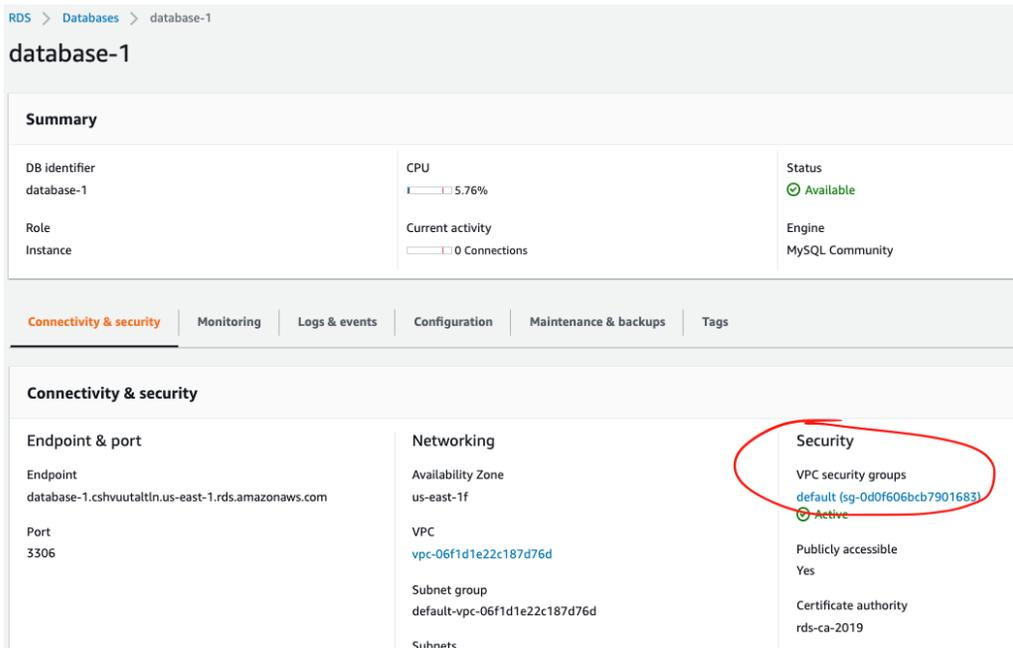 RDS > Databases > database-1
database-1
Summary
DB identifier
database-1
CPU
5.76%
Status
Available
Role
Instance
Current activity
0 Connections
Engine
MySQL Community
Connectivity & security
Monitoring
Logs & events
Configuration
Maintenance & backups
Tags
Connectivity & security
Endpoint & port
Endpoint
database-1.cshvuutaltln.us-east-1.rds.amazonaws.com
Port
3306
Networking
Availability Zone
us-east-1f
VPC
vpc-06f1d1e22c187d76d
Subnet group
default-vpc-06f1d1e22c187d76d
Subnets
Security
VPC security groups
default (sg-0d0f606bcb7901683)
Active
Publicly accessible
Yes
Certificate authority
rds-ca-2019